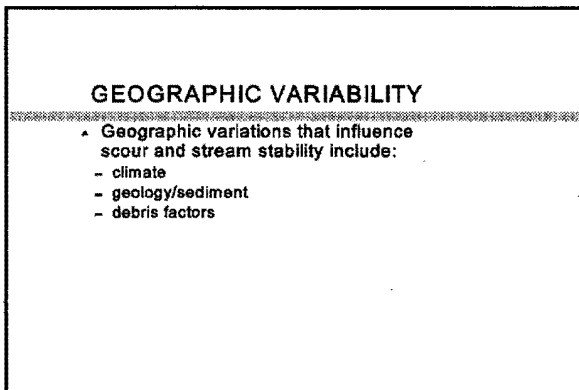 GEOGRAPHIC VARIABILITY
▲ Geographic variations that influence
scour and stream stability include:
– climate
– geology/sediment
– debris factors